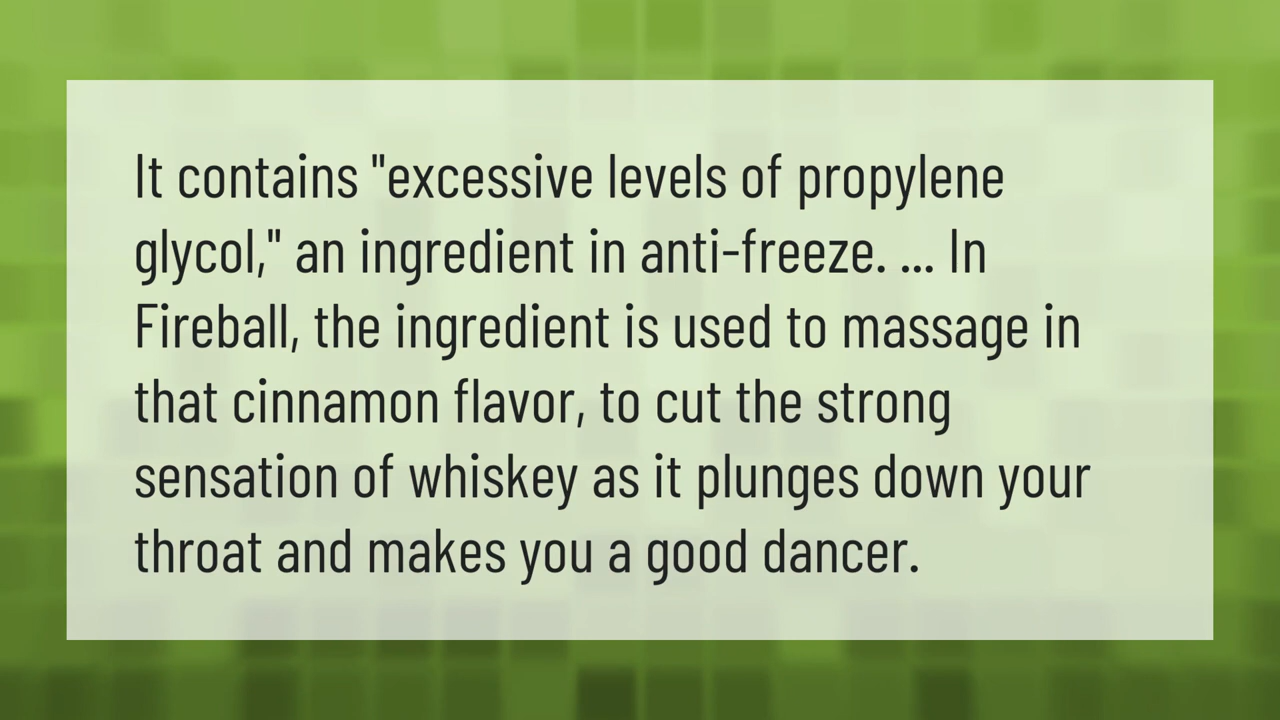 It contains "excessive levels of propylene
glycol," an ingredient in anti-freeze. ... In
Fireball, the ingredient is used to massage in
that cinnamon flavor, to cut the strong
sensation of whiskey as it plunges down your
throat and makes you a good dancer.